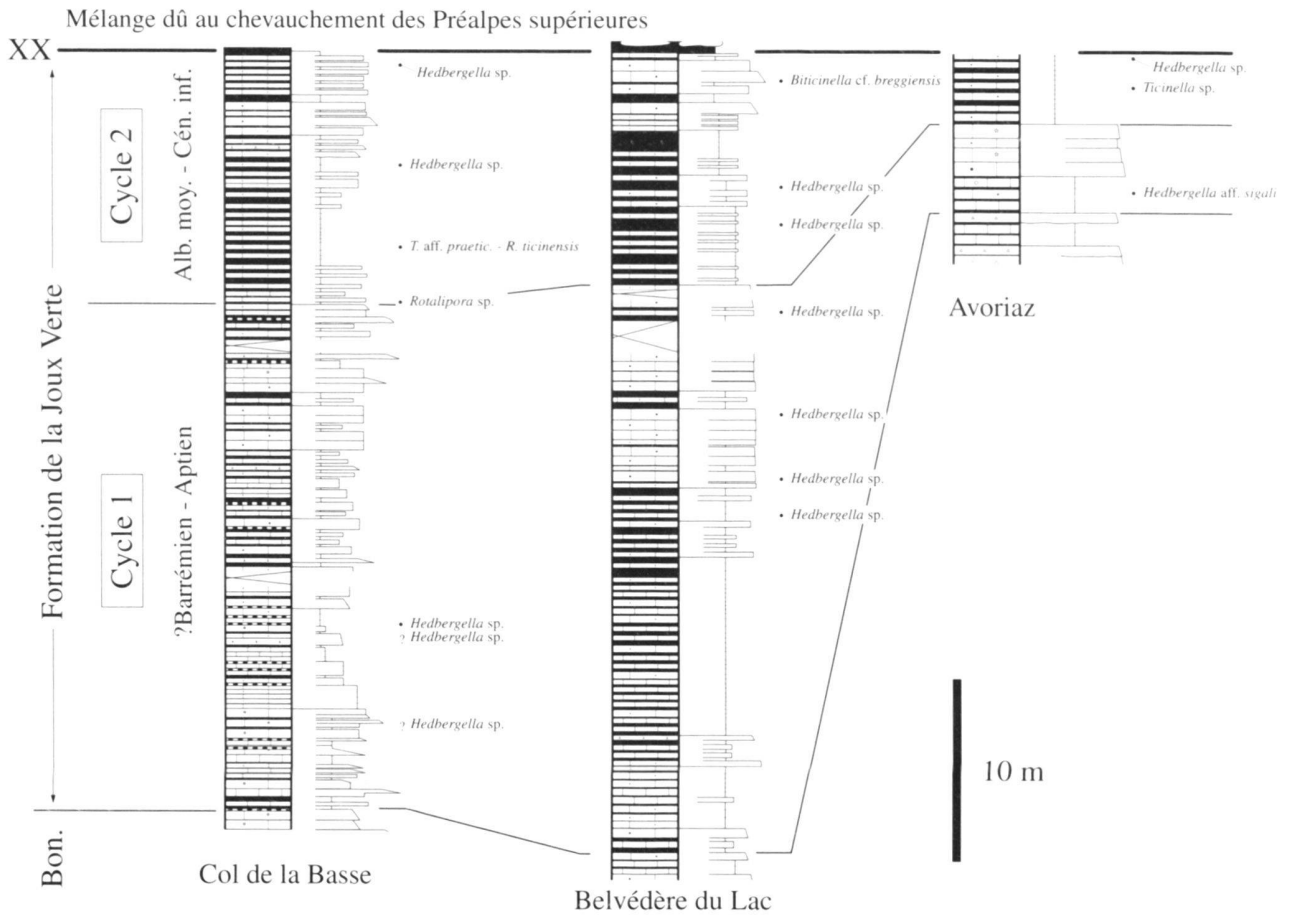 Mélange dû au chevauchement des Préalpes supérieures
XX
Formation de la Joux Verte
Bon.
Cycle 2
Cycle 1
Alb. moy. - Cén. inf.
?Barrémien - Aptien
• Hedbergella sp.
• Hedbergella sp.
• T. aff. praetic. - R. ticinensis
• Rotalipora sp.
• Hedbergella sp.
? Hedbergella sp.
? Hedbergella sp.
Col de la Basse
• Biticinella cf. breggiensis
• Hedbergella sp.
• Hedbergella sp.
• Hedbergella sp.
• Hedbergella sp.
• Hedbergella sp.
• Hedbergella sp.
Belvédère du Lac
• Hedbergella sp.
• Ticinella sp.
• Hedbergella aff. sigali
Avoriaz
10 m